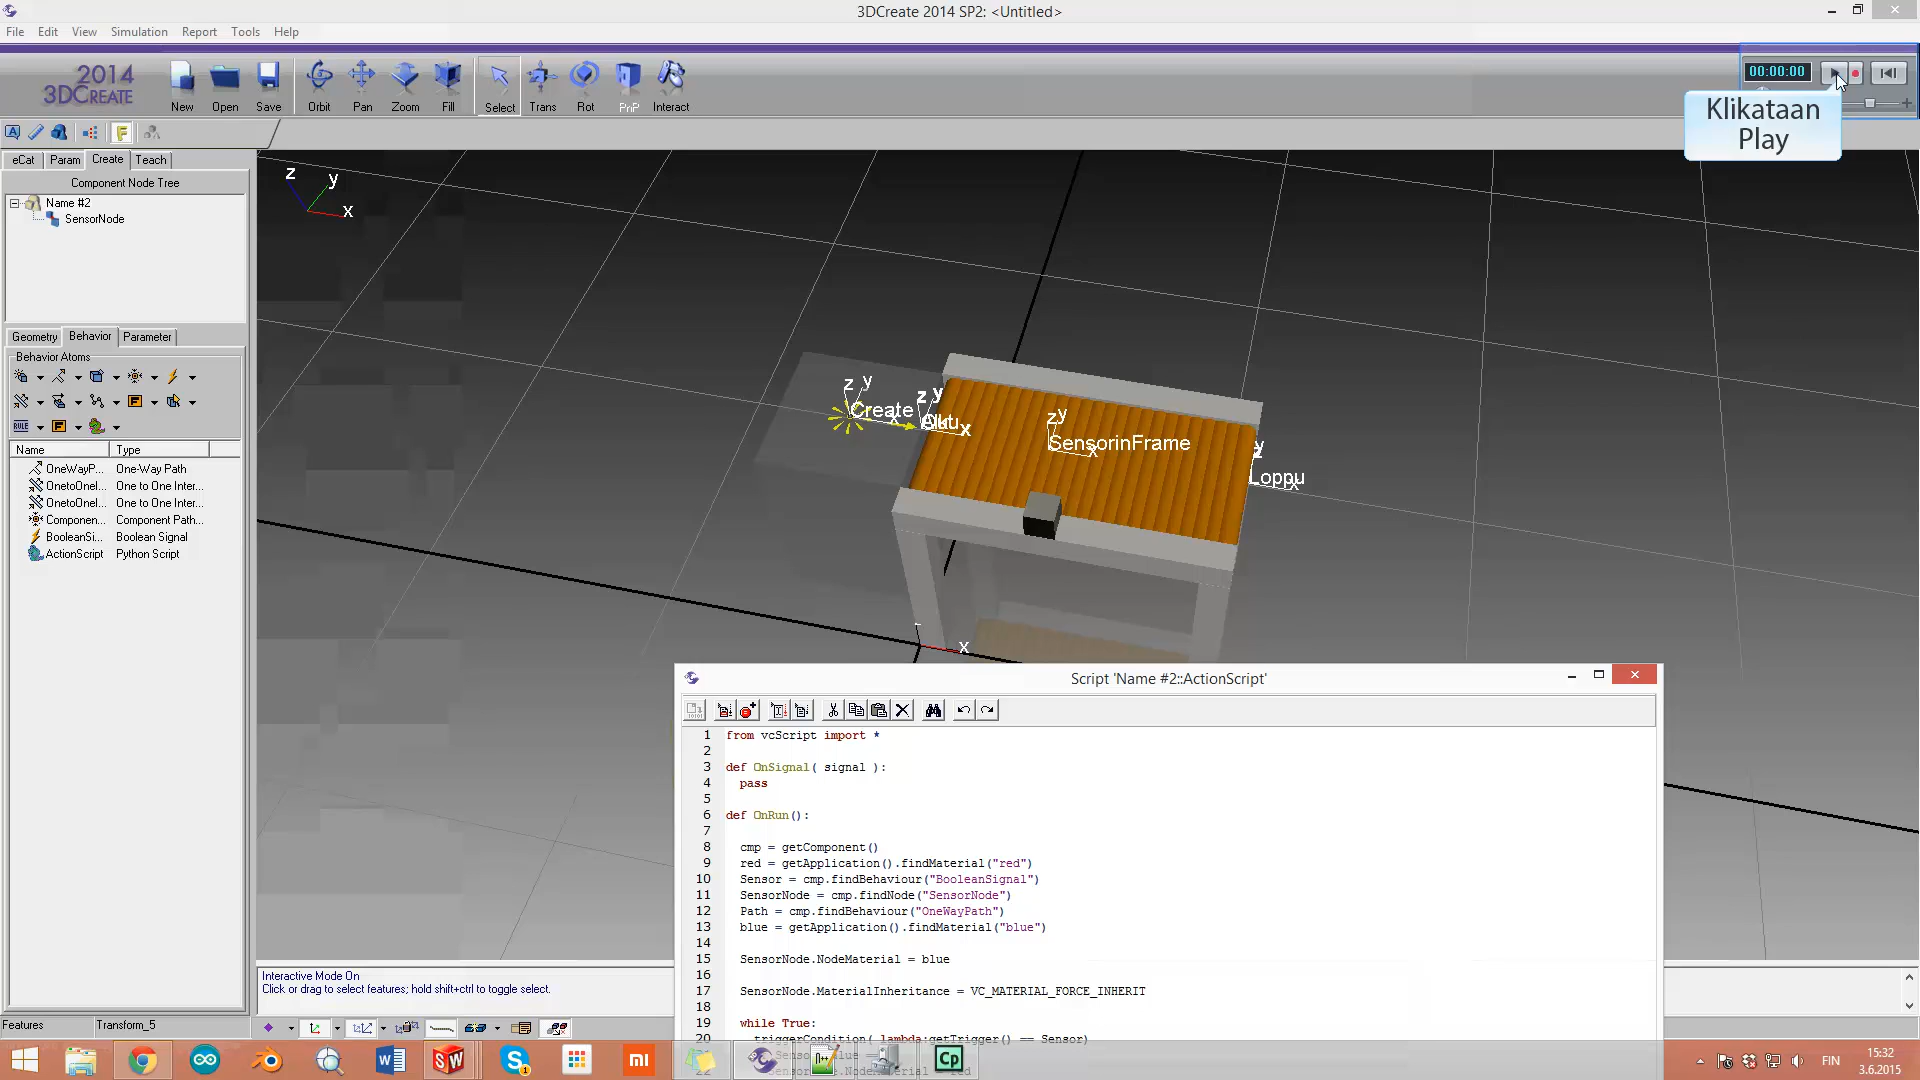 3DCreate 2014 SP2: <Untitled>
File Edit View Simulation Report Tools Help
2014
3DCREATE
New Open Save Orbit Pan Zoom Fill Select Trans Rot PnP Interact
00:00:00
Klikataan
Play
eCat Param Create Teach
Component Node Tree
Name #2
SensorNode
Geometry Behavior Parameter
Behavior Atoms
RULE
Name Type
OneWayP... One-Way Path
OnetoOneI... One to One Inter...
OnetoOneI... One to One Inter...
Componen... Component Path...
BooleanSi... Boolean Signal
ActionScript Python Script
z y x
z y
Create
x
z y
x
z y
SensorinFrame
x
y
z
Loppu
x
x
Script 'Name #2::ActionScript'
1 from vcScript import *
2
3 def OnSignal( signal ):
4 pass
5
6 def OnRun():
7
8 cmp = getComponent()
9 red = getApplication().findMaterial("red")
10 Sensor = cmp.findBehaviour("BooleanSignal")
11 SensorNode = cmp.findNode("SensorNode")
12 Path = cmp.findBehaviour("OneWayPath")
13 blue = getApplication().findMaterial("blue")
14
15 SensorNode.NodeMaterial = blue
16
17 SensorNode.MaterialInheritance = VC_MATERIAL_FORCE_INHERIT
18
19 while True:
20 triggerCondition( lambda:getTrigger() == Sensor)
Interactive Mode On
Click or drag to select features; hold shift+ctrl to toggle select.
Features Transform_5
FIN
15:32
3.6.2015